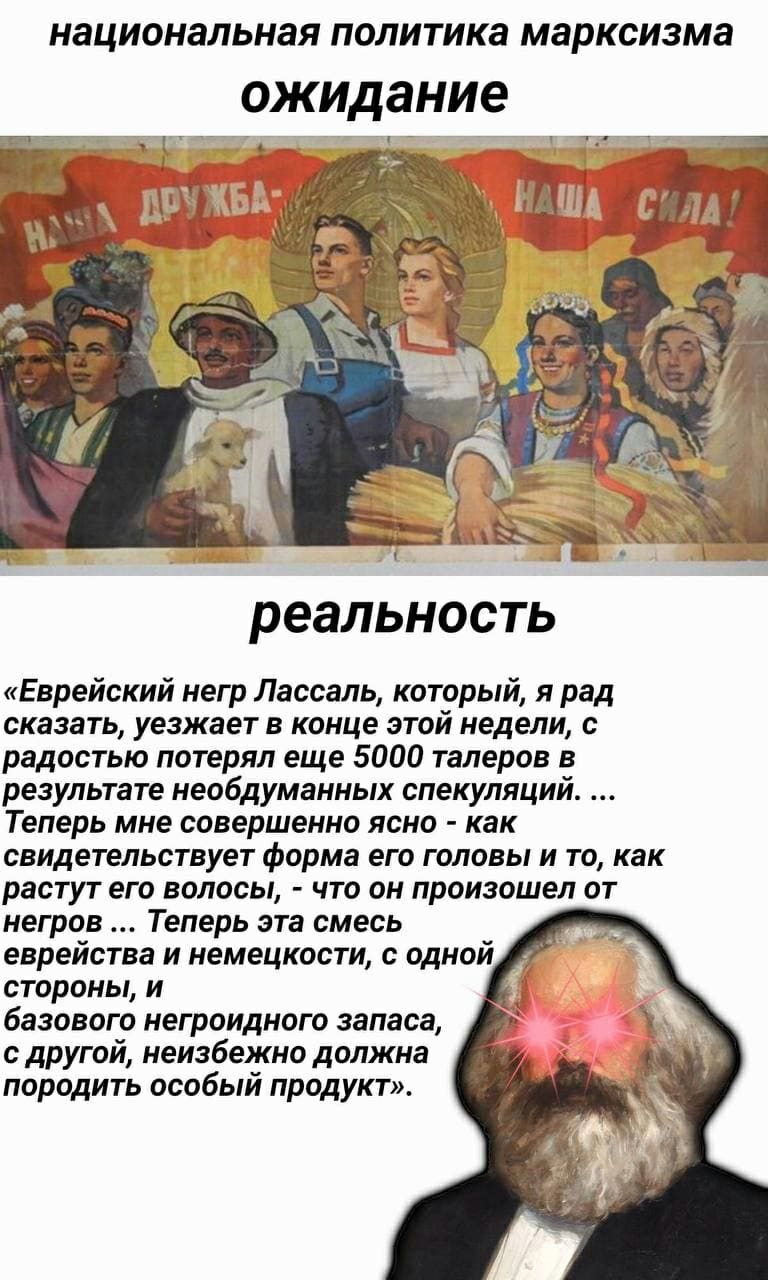 национальная политика марксизма
ожидание
НАША ДРУЖБА-
НАША СИЛА!
реальность
«Еврейский негр Лассаль, который, я рад
сказать, уезжает в конце этой недели, с
радостью потерял еще 5000 талеров в
результате необдуманных спекуляций. ...
Теперь мне совершенно ясно - как
свидетельствует форма его головы и то, как
растут его волосы, - что он произошел от
негров ... Теперь эта смесь
еврейства и немецкости, с одной
стороны, и
базового негроидного запаса,
с другой, неизбежно должна
породить особый продукт».